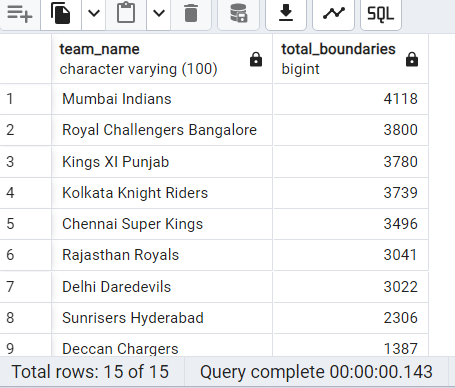 SQL
team_name total_boundaries
character varying (100) bigint
1 Mumbai Indians 4118
2 Royal Challengers Bangalore 3800
3 Kings XI Punjab 3780
4 Kolkata Knight Riders 3739
5 Chennai Super Kings 3496
6 Rajasthan Royals 3041
7 Delhi Daredevils 3022
8 Sunrisers Hyderabad 2306
9 Deccan Chargers 1387
Total rows: 15 of 15 Query complete 00:00:00.143